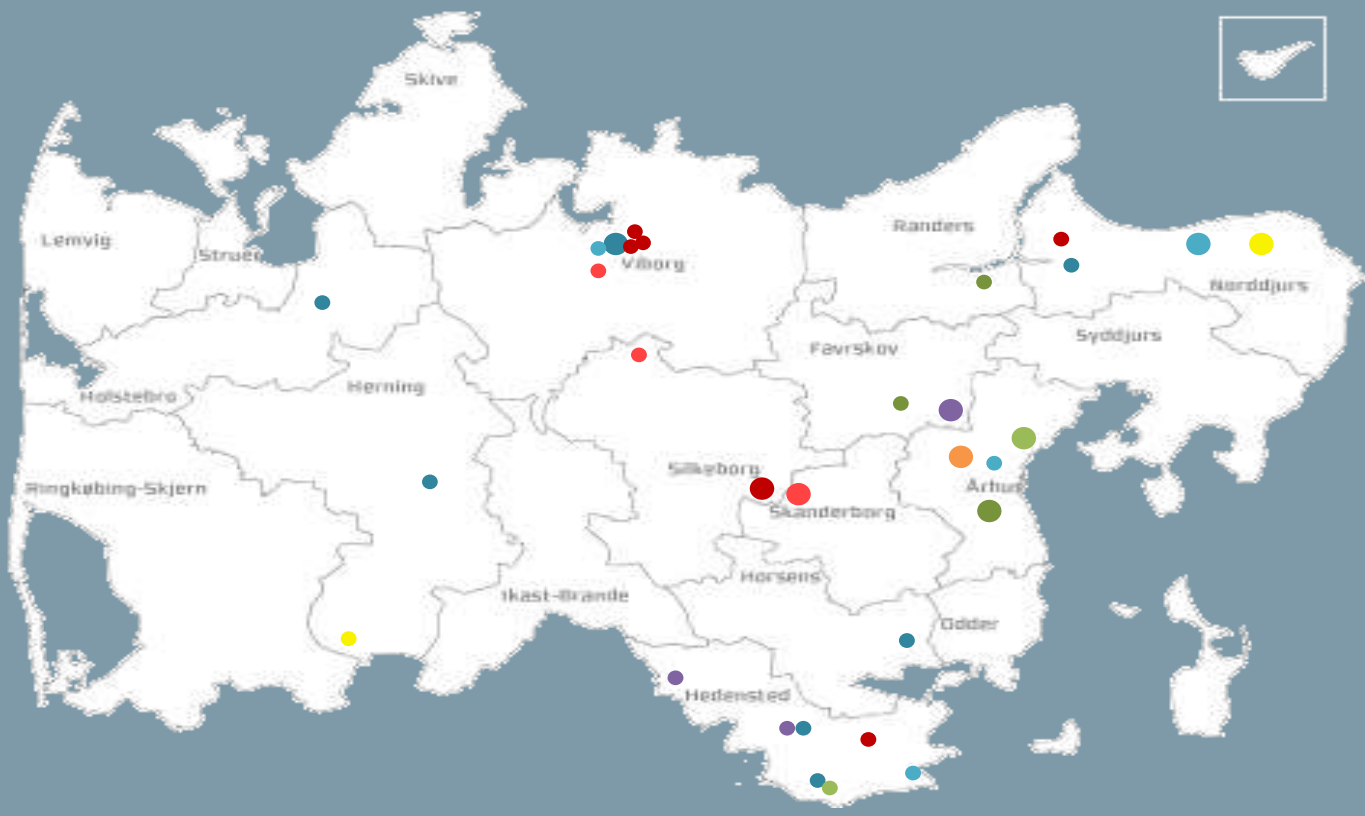 Skive
Randers
Lemvig
Struer
Viborg
Norddjurs
Syddjurs
Favrskov
Herning
Holstebro
Silkeborg
Århus
Ringkøbing-Skjern
Skanderborg
Horsens
Ikast-Brande
Odder
Hedensted